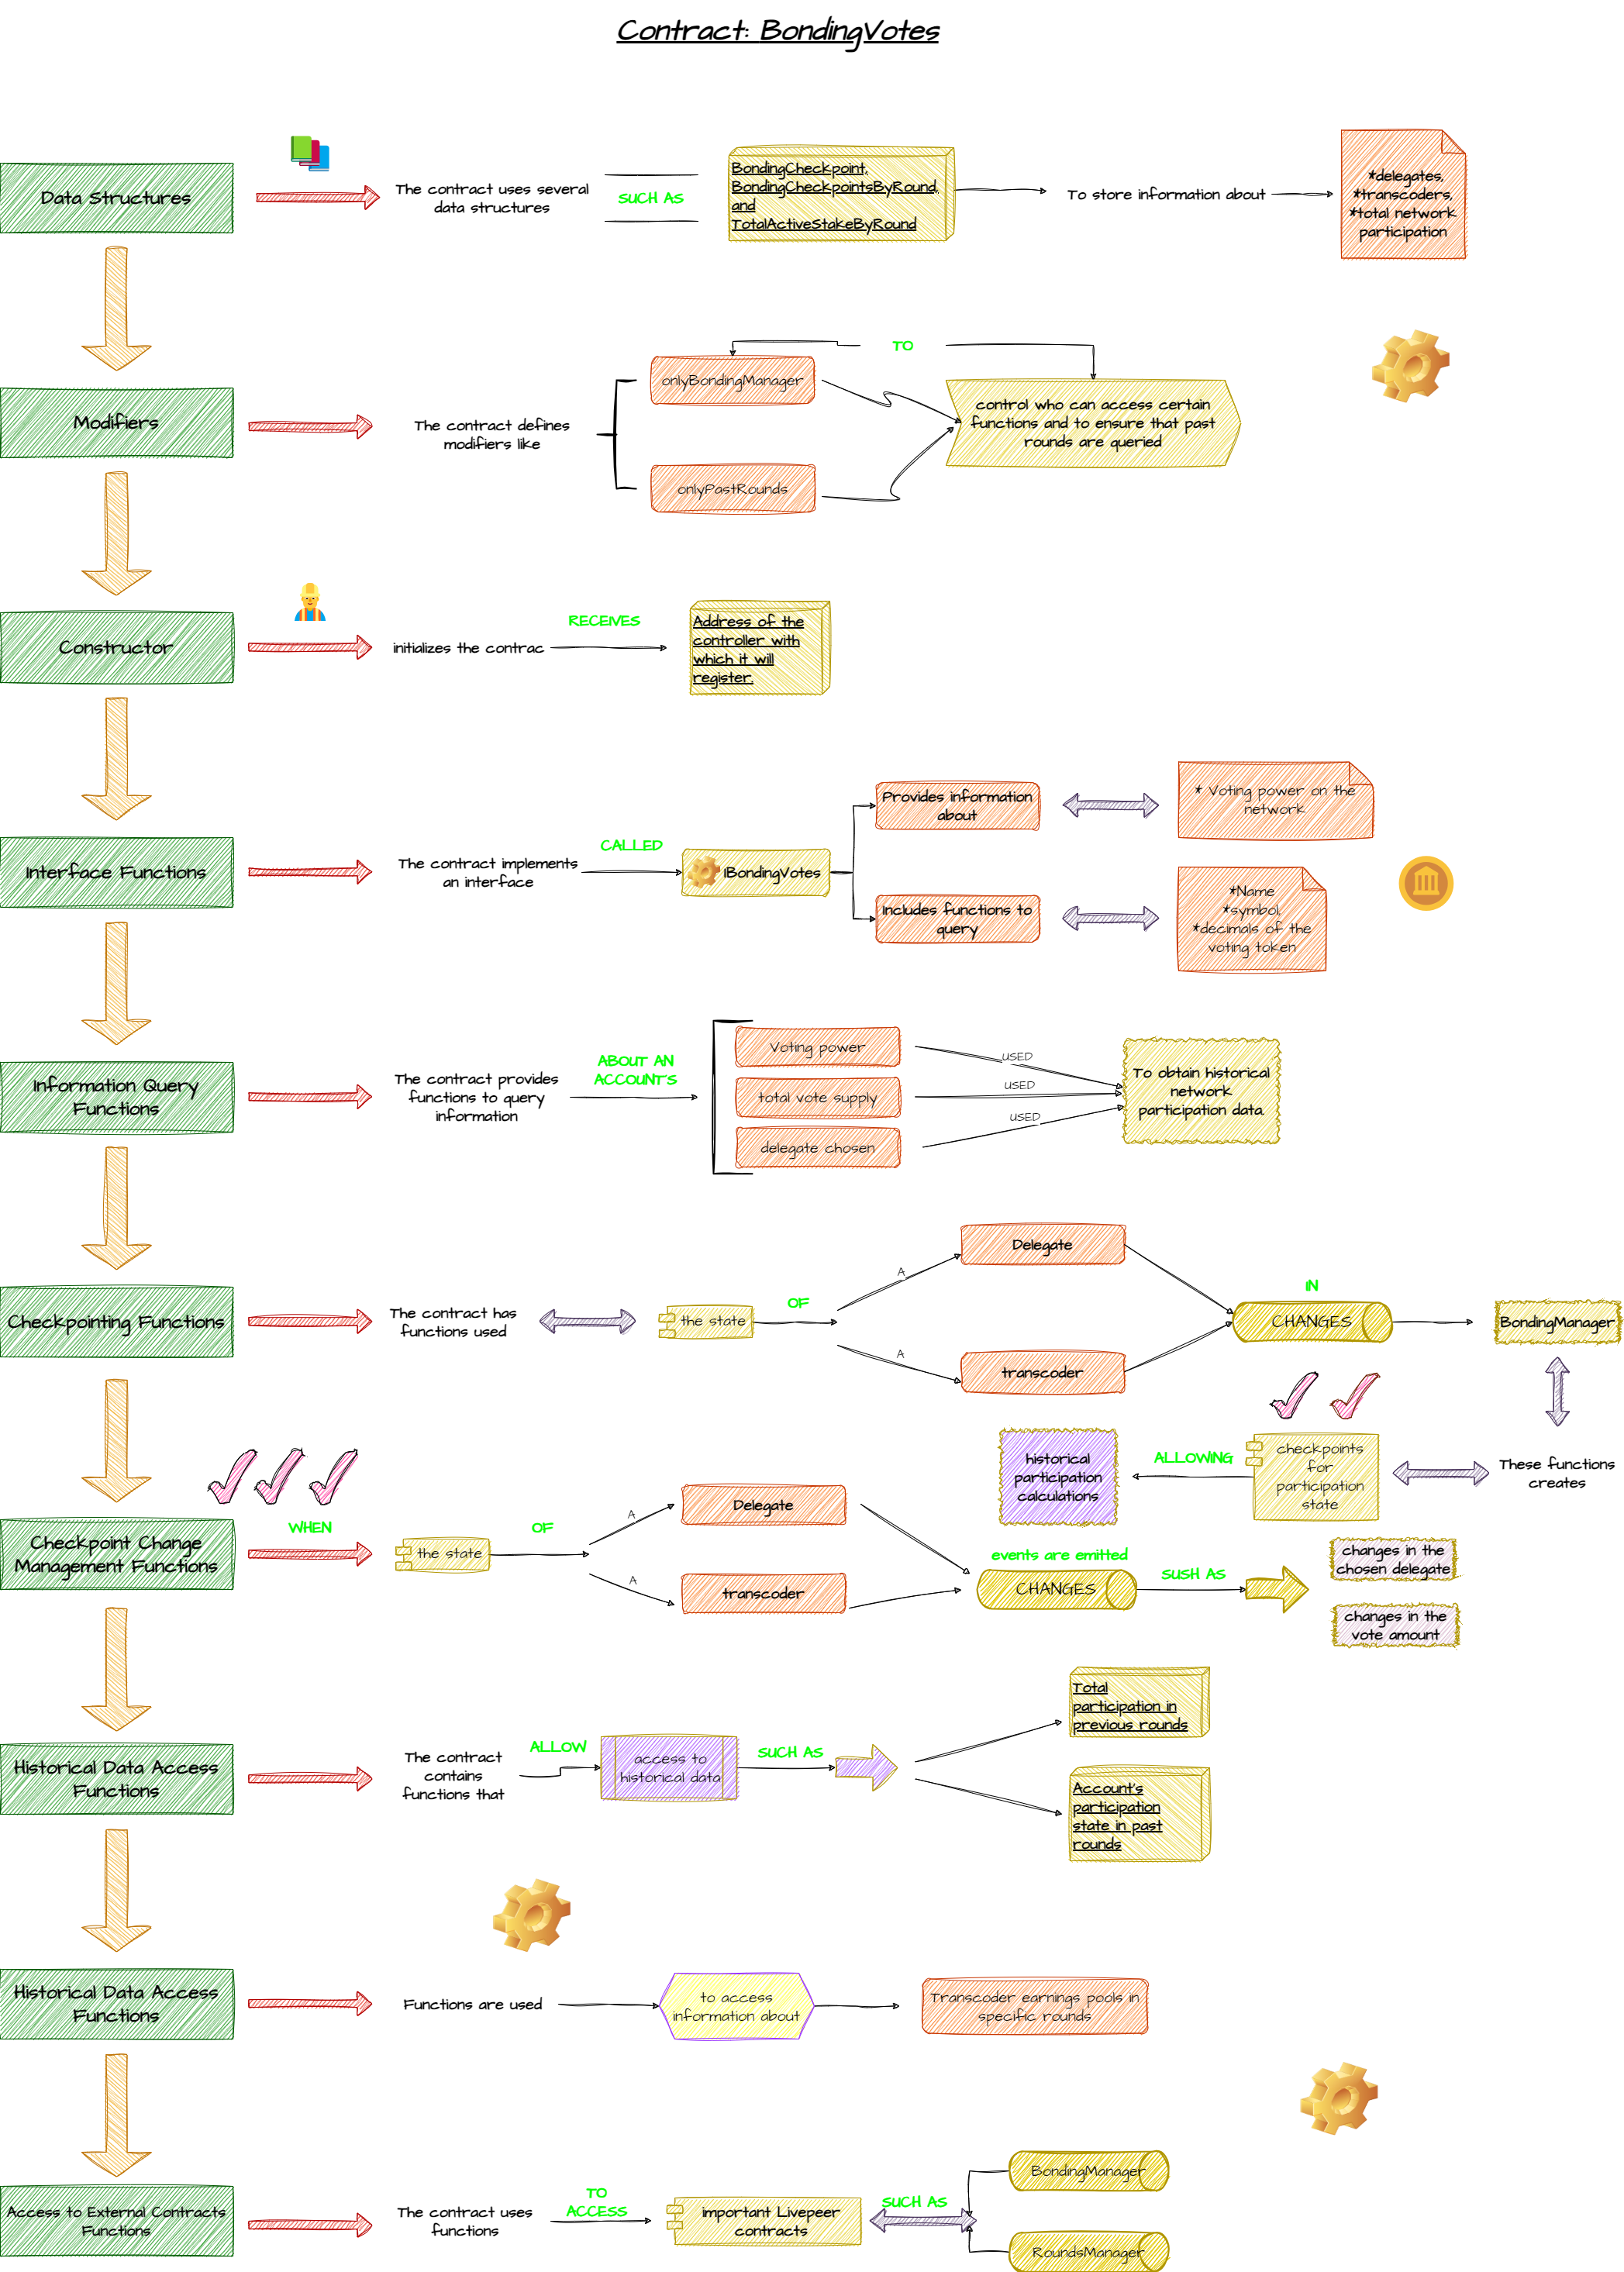 Contract: BondingVotes
Data Structures
The contract uses several
data structures
SUCH AS
BondingCheckpoint,
BondingCheckpointsByRound,
and
TotalActiveStakeByRound
To store information about
*delegates,
*transcoders,
*total network
participation
Modifiers
The contract defines
modifiers like
onlyBondingManager
onlyPastRounds
TO
control who can access certain
functions and to ensure that past
rounds are queried
Constructor
initializes the contrac
RECEIVES
Address of the
controller with
which it will
register.
Interface Functions
The contract implements
an interface
CALLED
IBondingVotes
Provides information
about
* Voting power on the
network
Includes functions to
query
*Name
*symbol,
*decimals of the
voting token
Information Query
Functions
The contract provides
functions to query
information
ABOUT AN
ACCOUNT'S
Voting power
total vote supply
delegate chosen
USED
USED
USED
To obtain historical
network
participation data.
Checkpointing Functions
The contract has
functions used
the state
OF
A
A
Delegate
transcoder
CHANGES
IN
BondingManager
These functions
creates
checkpoints
for
participation
state
ALLOWING
historical
participation
calculations
Checkpoint Change
Management Functions
WHEN
the state
OF
A
A
Delegate
transcoder
events are emitted
CHANGES
SUSH AS
changes in the
chosen delegate
changes in the
vote amount
Historical Data Access
Functions
The contract
contains
functions that
ALLOW
access to
historical data
SUCH AS
Total
participation in
previous rounds
Account's
participation
state in past
rounds
Historical Data Access
Functions
Functions are used
to access
information about
Transcoder earnings pools in
specific rounds
Access to External Contracts
Functions
The contract uses
functions
TO
ACCESS
important Livepeer
contracts
SUCH AS
BondingManager
RoundsManager